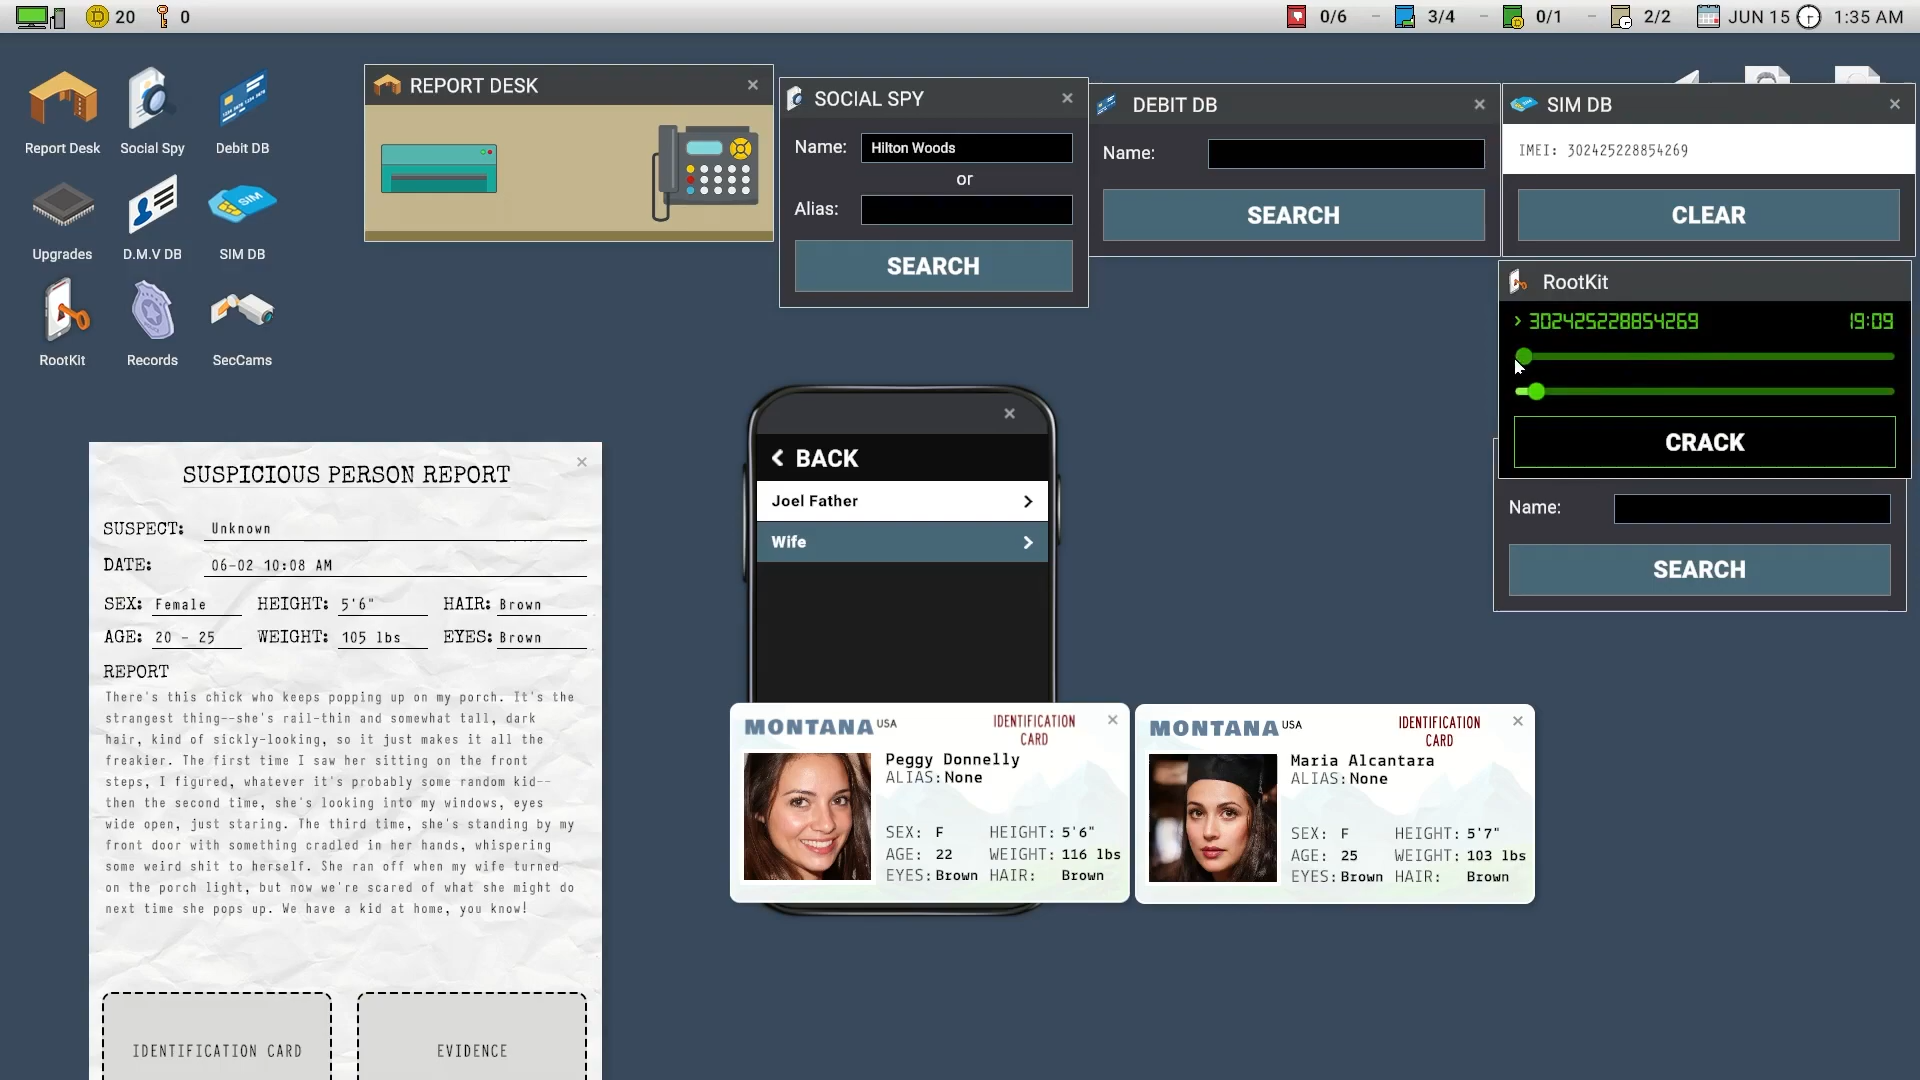 20
0
0/6
3/4
0/1
2/2
JUN 15
1:35 AM
Report Desk
Social Spy
Debit DB
Upgrades
D.M.V DB
SIM DB
RootKit
Records
SecCams
REPORT DESK
SOCIAL SPY
Name: Hilton Woods
or
Alias:
SEARCH
DEBIT DB
Name:
SEARCH
SIM DB
IMEI: 302425228854269
CLEAR
RootKit
> 302425228854269 19:09
CRACK
Name:
SEARCH
SUSPICIOUS PERSON REPORT
SUSPECT: Unknown
DATE: 06-02 10:08 AM
SEX: Female HEIGHT: 5'6" HAIR: Brown
AGE: 20 - 25 WEIGHT: 105 lbs EYES: Brown
REPORT
There's this chick who keeps popping up on my porch. It's the
strangest thing--she's rail-thin and somewhat tall, dark
hair, kind of sickly-looking, so it just makes it all the
freakier. The first time I saw her sitting on the front
steps, I figured, whatever it's probably some random kid--
then the second time, she's looking into my windows, eyes
wide open, just staring. The third time, she's standing by my
front door with something cradled in her hands, whispering
some weird shit to herself. She ran off when my wife turned
on the porch light, but now we're scared of what she might do
next time she pops up. We have a kid at home, you know!
IDENTIFICATION CARD
EVIDENCE
BACK
Joel Father
Wife
MONTANA USA
IDENTIFICATION
CARD
Peggy Donnelly
ALIAS: None
SEX: F HEIGHT: 5'6"
AGE: 22 WEIGHT: 116 lbs
EYES: Brown HAIR: Brown
MONTANA USA
IDENTIFICATION
CARD
Maria Alcantara
ALIAS: None
SEX: F HEIGHT: 5'7"
AGE: 25 WEIGHT: 103 lbs
EYES: Brown HAIR: Brown